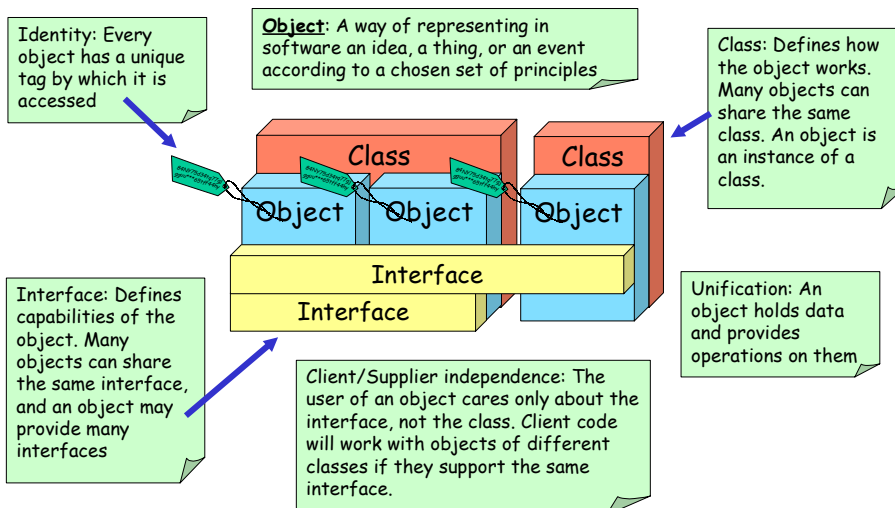 Identity: Every
object has a unique
tag by which it is
accessed
Object: A way of representing in
software an idea, a thing, or an event
according to a chosen set of principles
Class: Defines how
the object works.
Many objects can
share the same
class. An object is
an instance of a
class.
Class
Class
Object
Object
Object
Interface
Interface
Interface: Defines
capabilities of the
object. Many
objects can share
the same interface,
and an object may
provide many
interfaces
Unification: An
object holds data
and provides
operations on them
Client/Supplier independence: The
user of an object cares only about the
interface, not the class. Client code
will work with objects of different
classes if they support the same
interface.